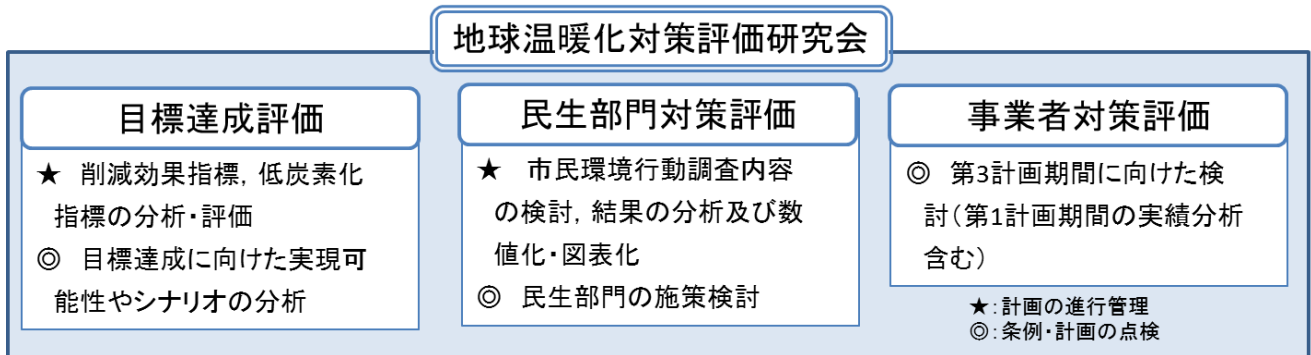 地球温暖化対策評価研究会
目標達成評価
★ 削減効果指標，低炭素化
指標の分析・評価
◎ 目標達成に向けた実現可
能性やシナリオの分析
民生部門対策評価
★ 市民環境行動調査内容
の検討，結果の分析及び数
値化・図表化
◎ 民生部門の施策検討
事業者対策評価
◎ 第3計画期間に向けた検
討（第1計画期間の実績分析
含む）
★：計画の進行管理
◎：条例・計画の点検